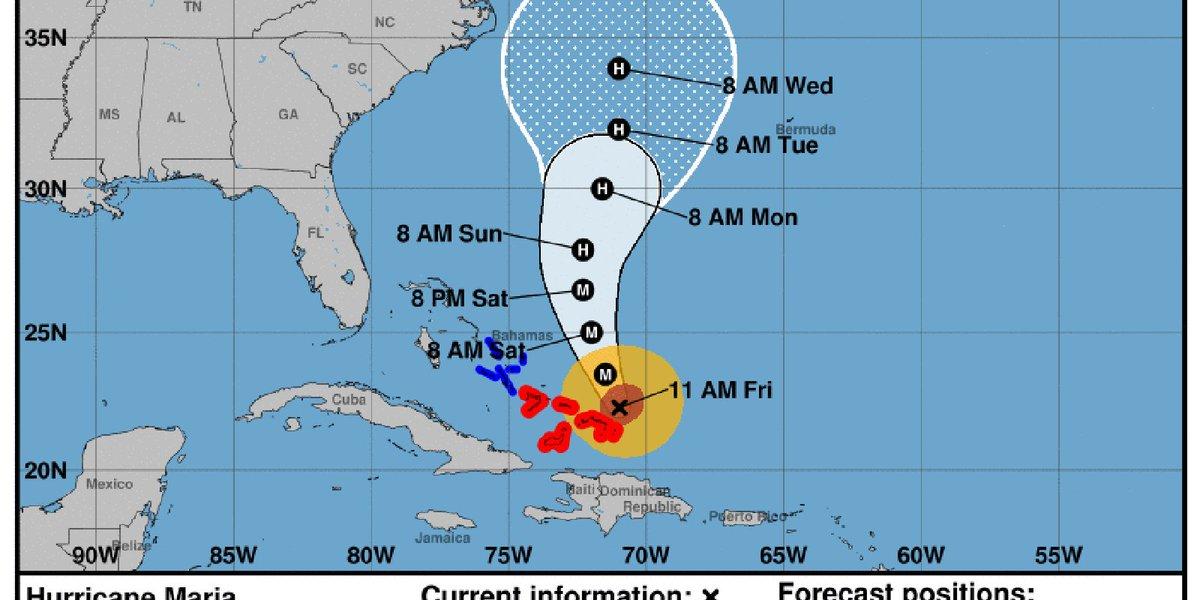 TN
NC
35N
SC
H
8 AM Wed
MS
AL
GA
H
Bermuda
8 AM Tue
30N
H
8 AM Mon
FL
8 AM Sun
H
8 PM Sat
M
25N
Bahamas
M
8 AM Sat
M
11 AM Fri
Cuba
20N
Mexico
Haiti
Dominican
Republic
Puerto Rico
Jamaica
Belize
90W
85W
80W
75W
70W
65W
60W
55W
Hurricane Maria
Current information: x
Forecast positions: